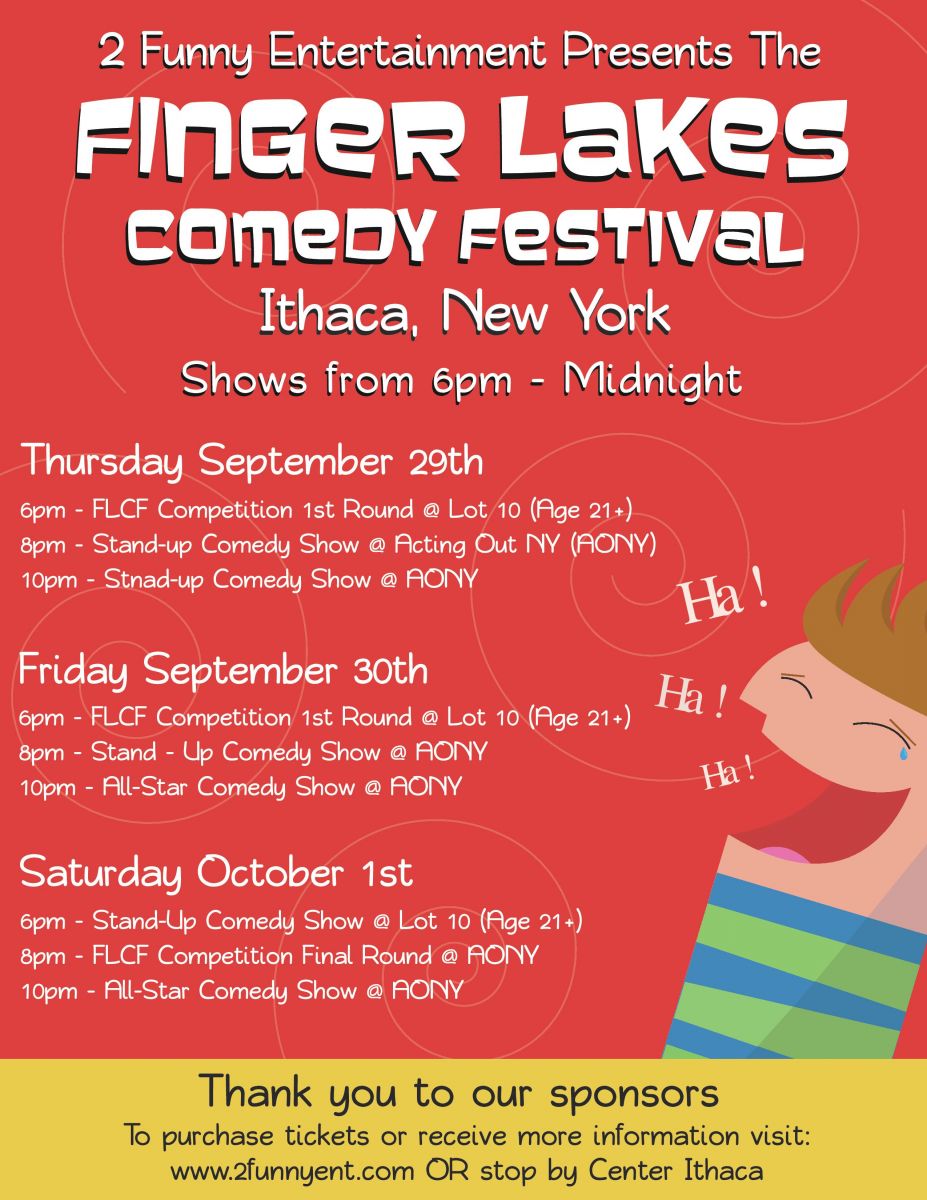 2 Funny Entertainment Presents The
Finger Lakes
Comedy Festival
Ithaca, New York
Shows from 6pm - Midnight
Thursday September 29th
6pm - FLCF Competition 1st Round @ Lot 10 (Age 21+)
8pm - Stand-up Comedy Show @ Acting Out NY (AONY)
10pm - Stnad-up Comedy Show @ AONY
Ha !
Friday September 30th
Ha !
6pm - FLCF Competition 1st Round @ Lot 10 (Age 21+)
8pm - Stand - Up Comedy Show @ AONY
Ha !
10pm - All-Star Comedy Show @ AONY
Saturday October 1st
6pm - Stand-Up Comedy Show @ Lot 10 (Age 21+)
8pm - FLCF Competition Final Round @ AONY
10pm - All-Star Comedy Show @ AONY
Thank you to our sponsors
To purchase tickets or receive more information visit:
www.2funnyent.com OR stop by Center Ithaca